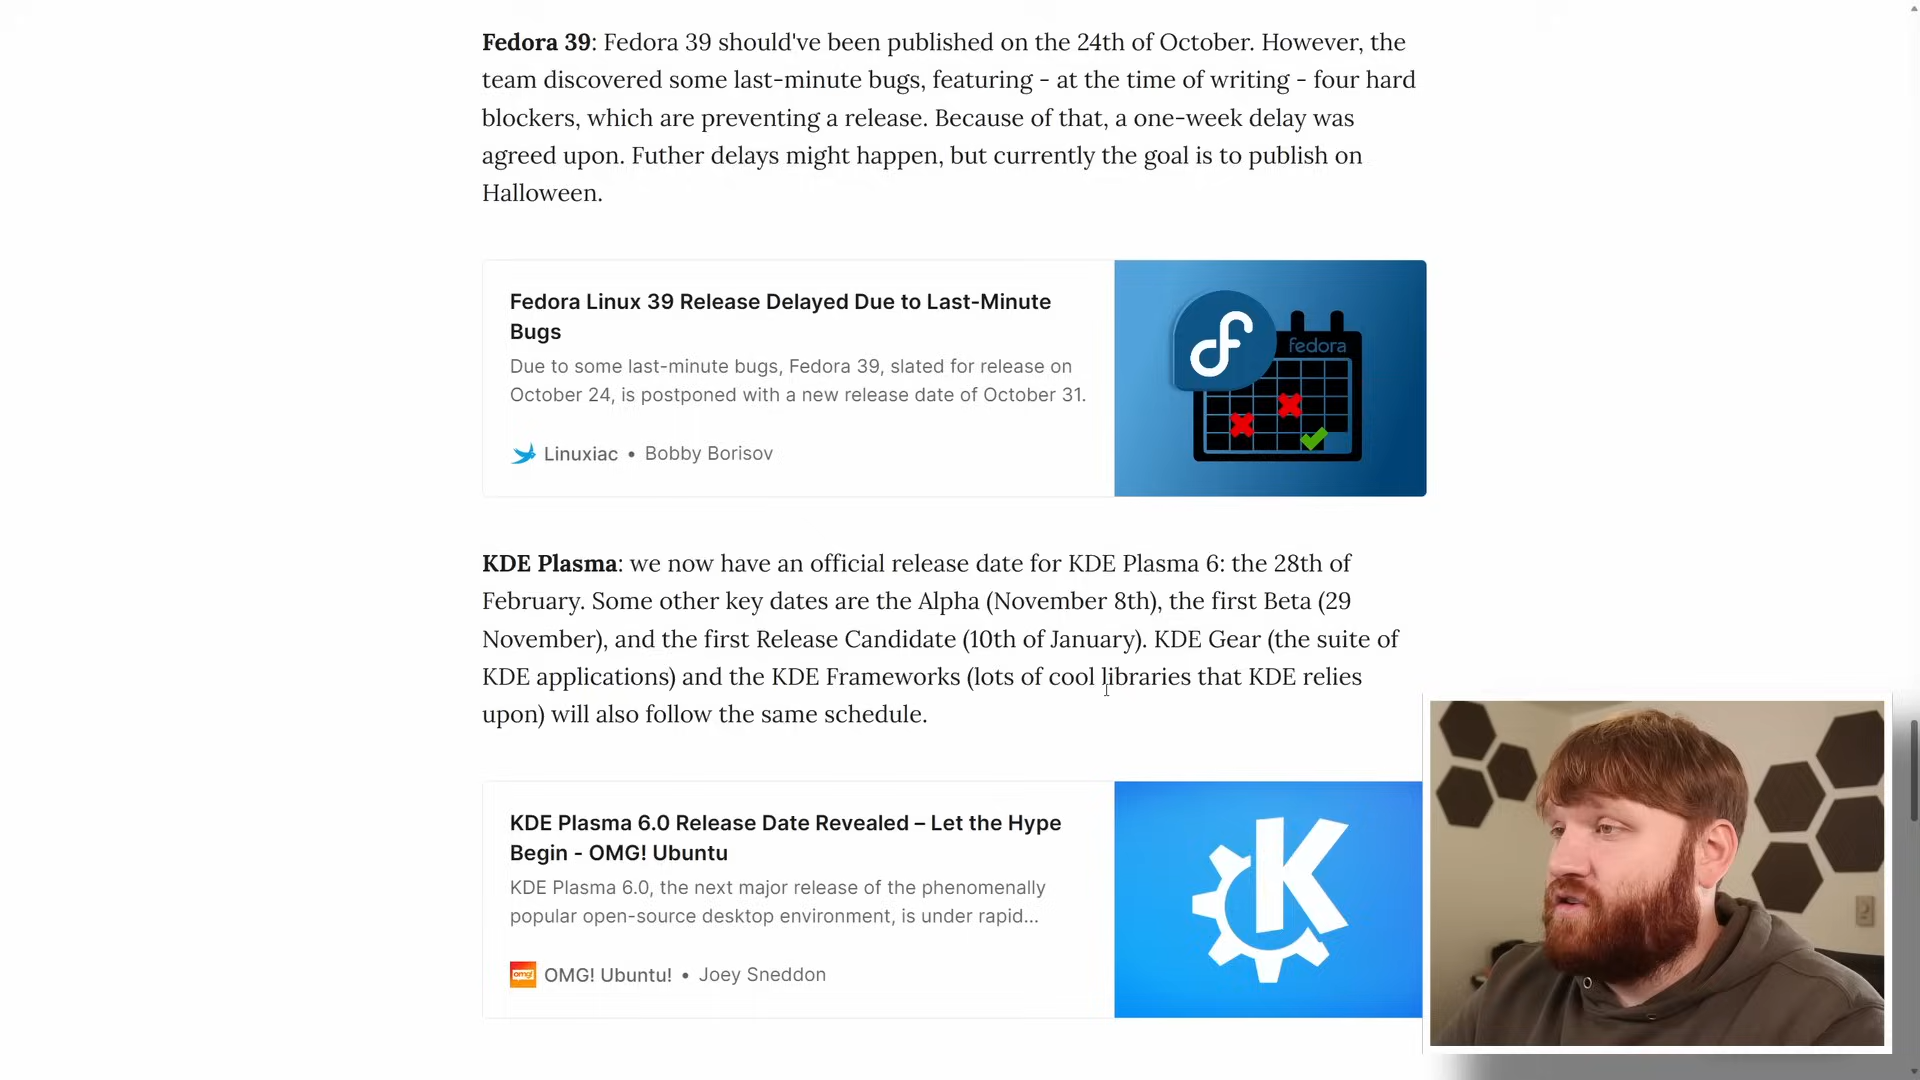 Fedora 39: Fedora 39 should've been published on the 24th of October. However, the
team discovered some last-minute bugs, featuring - at the time of writing - four hard
blockers, which are preventing a release. Because of that, a one-week delay was
agreed upon. Futher delays might happen, but currently the goal is to publish on
Halloween.
Fedora Linux 39 Release Delayed Due to Last-Minute
Bugs
Due to some last-minute bugs, Fedora 39, slated for release on
October 24, is postponed with a new release date of October 31.
Linuxiac • Bobby Borisov
fedora
KDE Plasma: we now have an official release date for KDE Plasma 6: the 28th of
February. Some other key dates are the Alpha (November 8th), the first Beta (29
November), and the first Release Candidate (10th of January). KDE Gear (the suite of
KDE applications) and the KDE Frameworks (lots of cool libraries that KDE relies
upon) will also follow the same schedule.
KDE Plasma 6.0 Release Date Revealed – Let the Hype
Begin - OMG! Ubuntu
KDE Plasma 6.0, the next major release of the phenomenally
popular open-source desktop environment, is under rapid...
omg!
OMG! Ubuntu! • Joey Sneddon
K